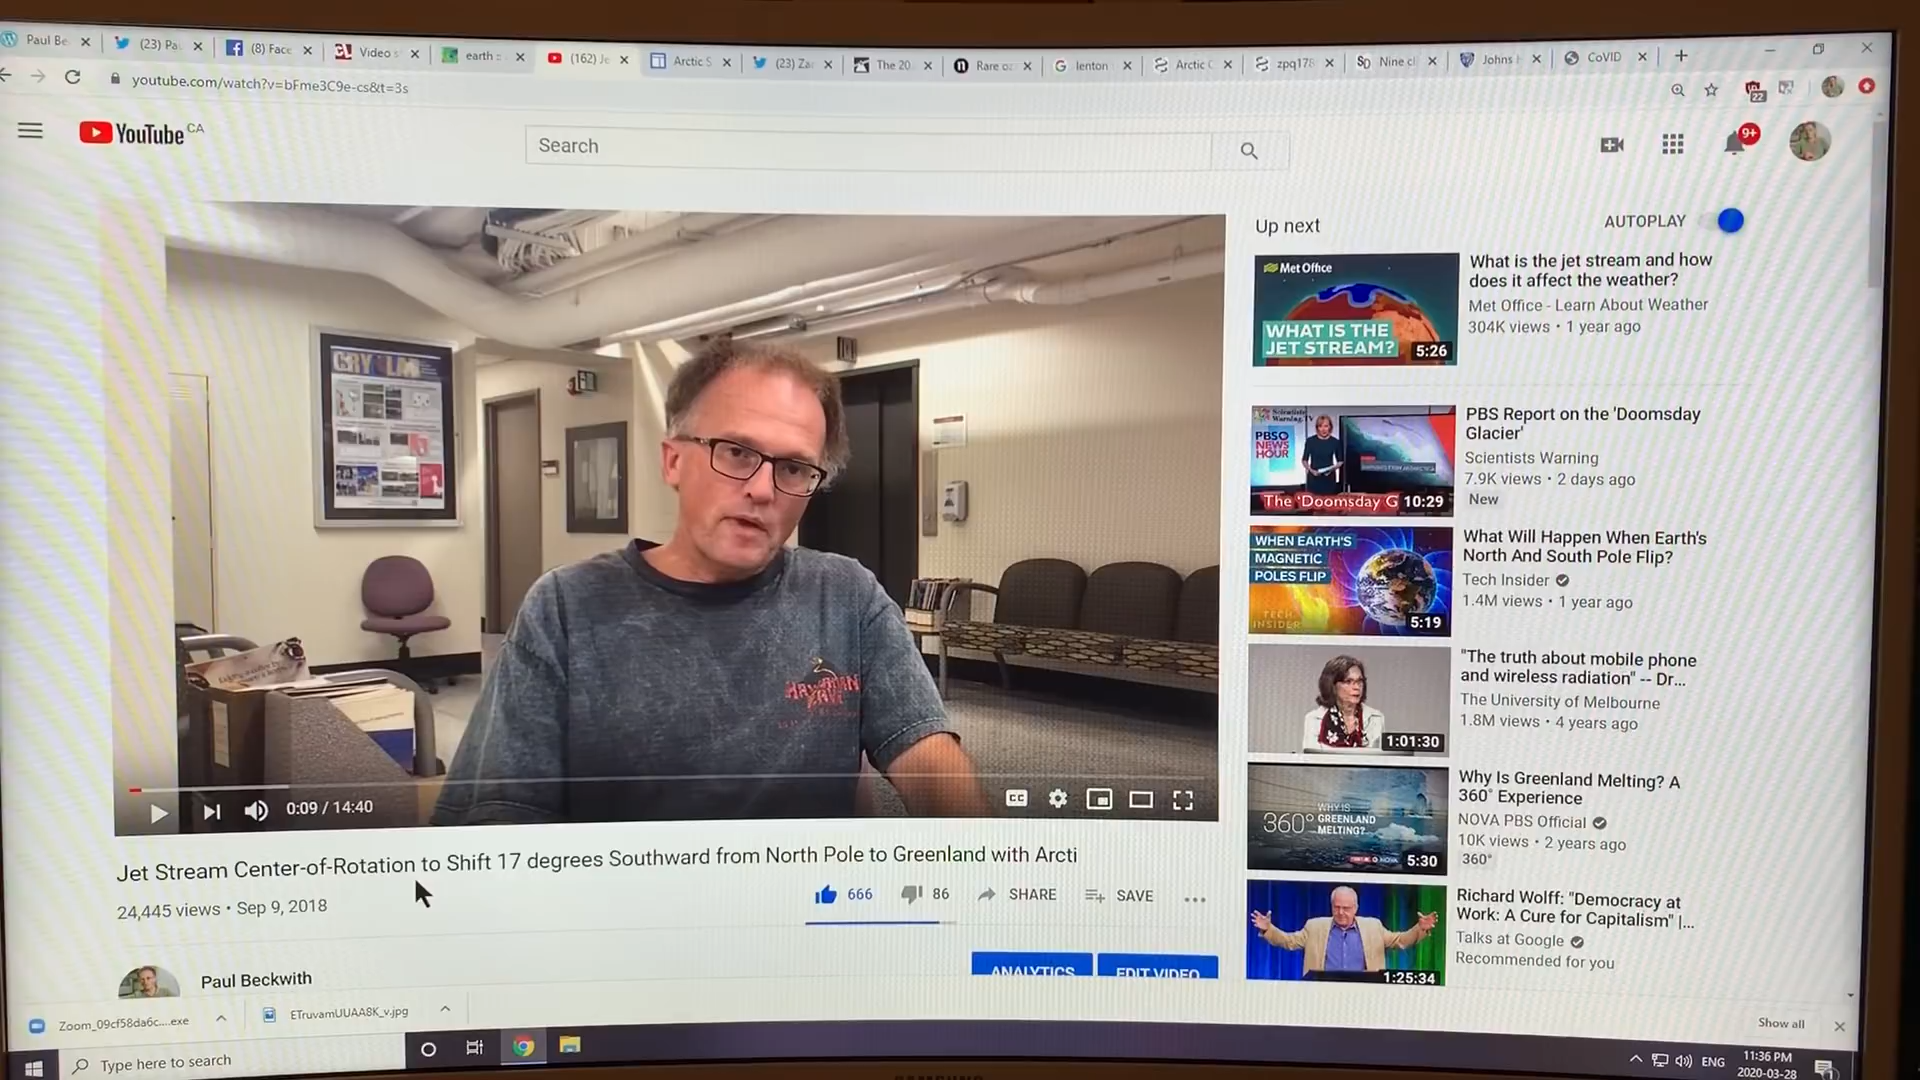 Paul Be
(23) Pa
(8) Face
Video s
earth
(162) Je
Arctic S
(23) Za
The 20
Rare oz
lenton
Arctic C
zpq178
Nine cl
Johns
CoVID
youtube.com/watch?v=bFme3C9e-cs&t=3s
22
YouTube CA
Search
9+
Up next
AUTOPLAY
Met Office
WHAT IS THE
JET STREAM?
5:26
What is the jet stream and how
does it affect the weather?
Met Office - Learn About Weather
304K views • 1 year ago
Scientists
Warning.TV
PBS
NEWS
HOUR
The 'Doomsday G
10:29
PBS Report on the 'Doomsday
Glacier'
Scientists Warning
7.9K views • 2 days ago
New
WHEN EARTH'S
MAGNETIC
POLES FLIP
TECH
INSIDER
5:19
What Will Happen When Earth's
North And South Pole Flip?
Tech Insider
1.4M views • 1 year ago
1:01:30
"The truth about mobile phone
and wireless radiation" -- Dr...
The University of Melbourne
1.8M views • 4 years ago
360°
WHY IS
GREENLAND
MELTING?
5:30
Why Is Greenland Melting? A
360° Experience
NOVA PBS Official
10K views • 2 years ago
360°
1:25:34
Richard Wolff: "Democracy at
Work: A Cure for Capitalism" |...
Talks at Google
Recommended for you
0:09 / 14:40
CC
Jet Stream Center-of-Rotation to Shift 17 degrees Southward from North Pole to Greenland with Arcti
24,445 views • Sep 9, 2018
666
86
SHARE
SAVE
Paul Beckwith
ANALYTICS
EDIT VIDEO
Zoom_09cf58da6c....exe
ETruvamUUAA8K_v.jpg
Show all
Type here to search
ENG
11:36 PM
2020-03-28